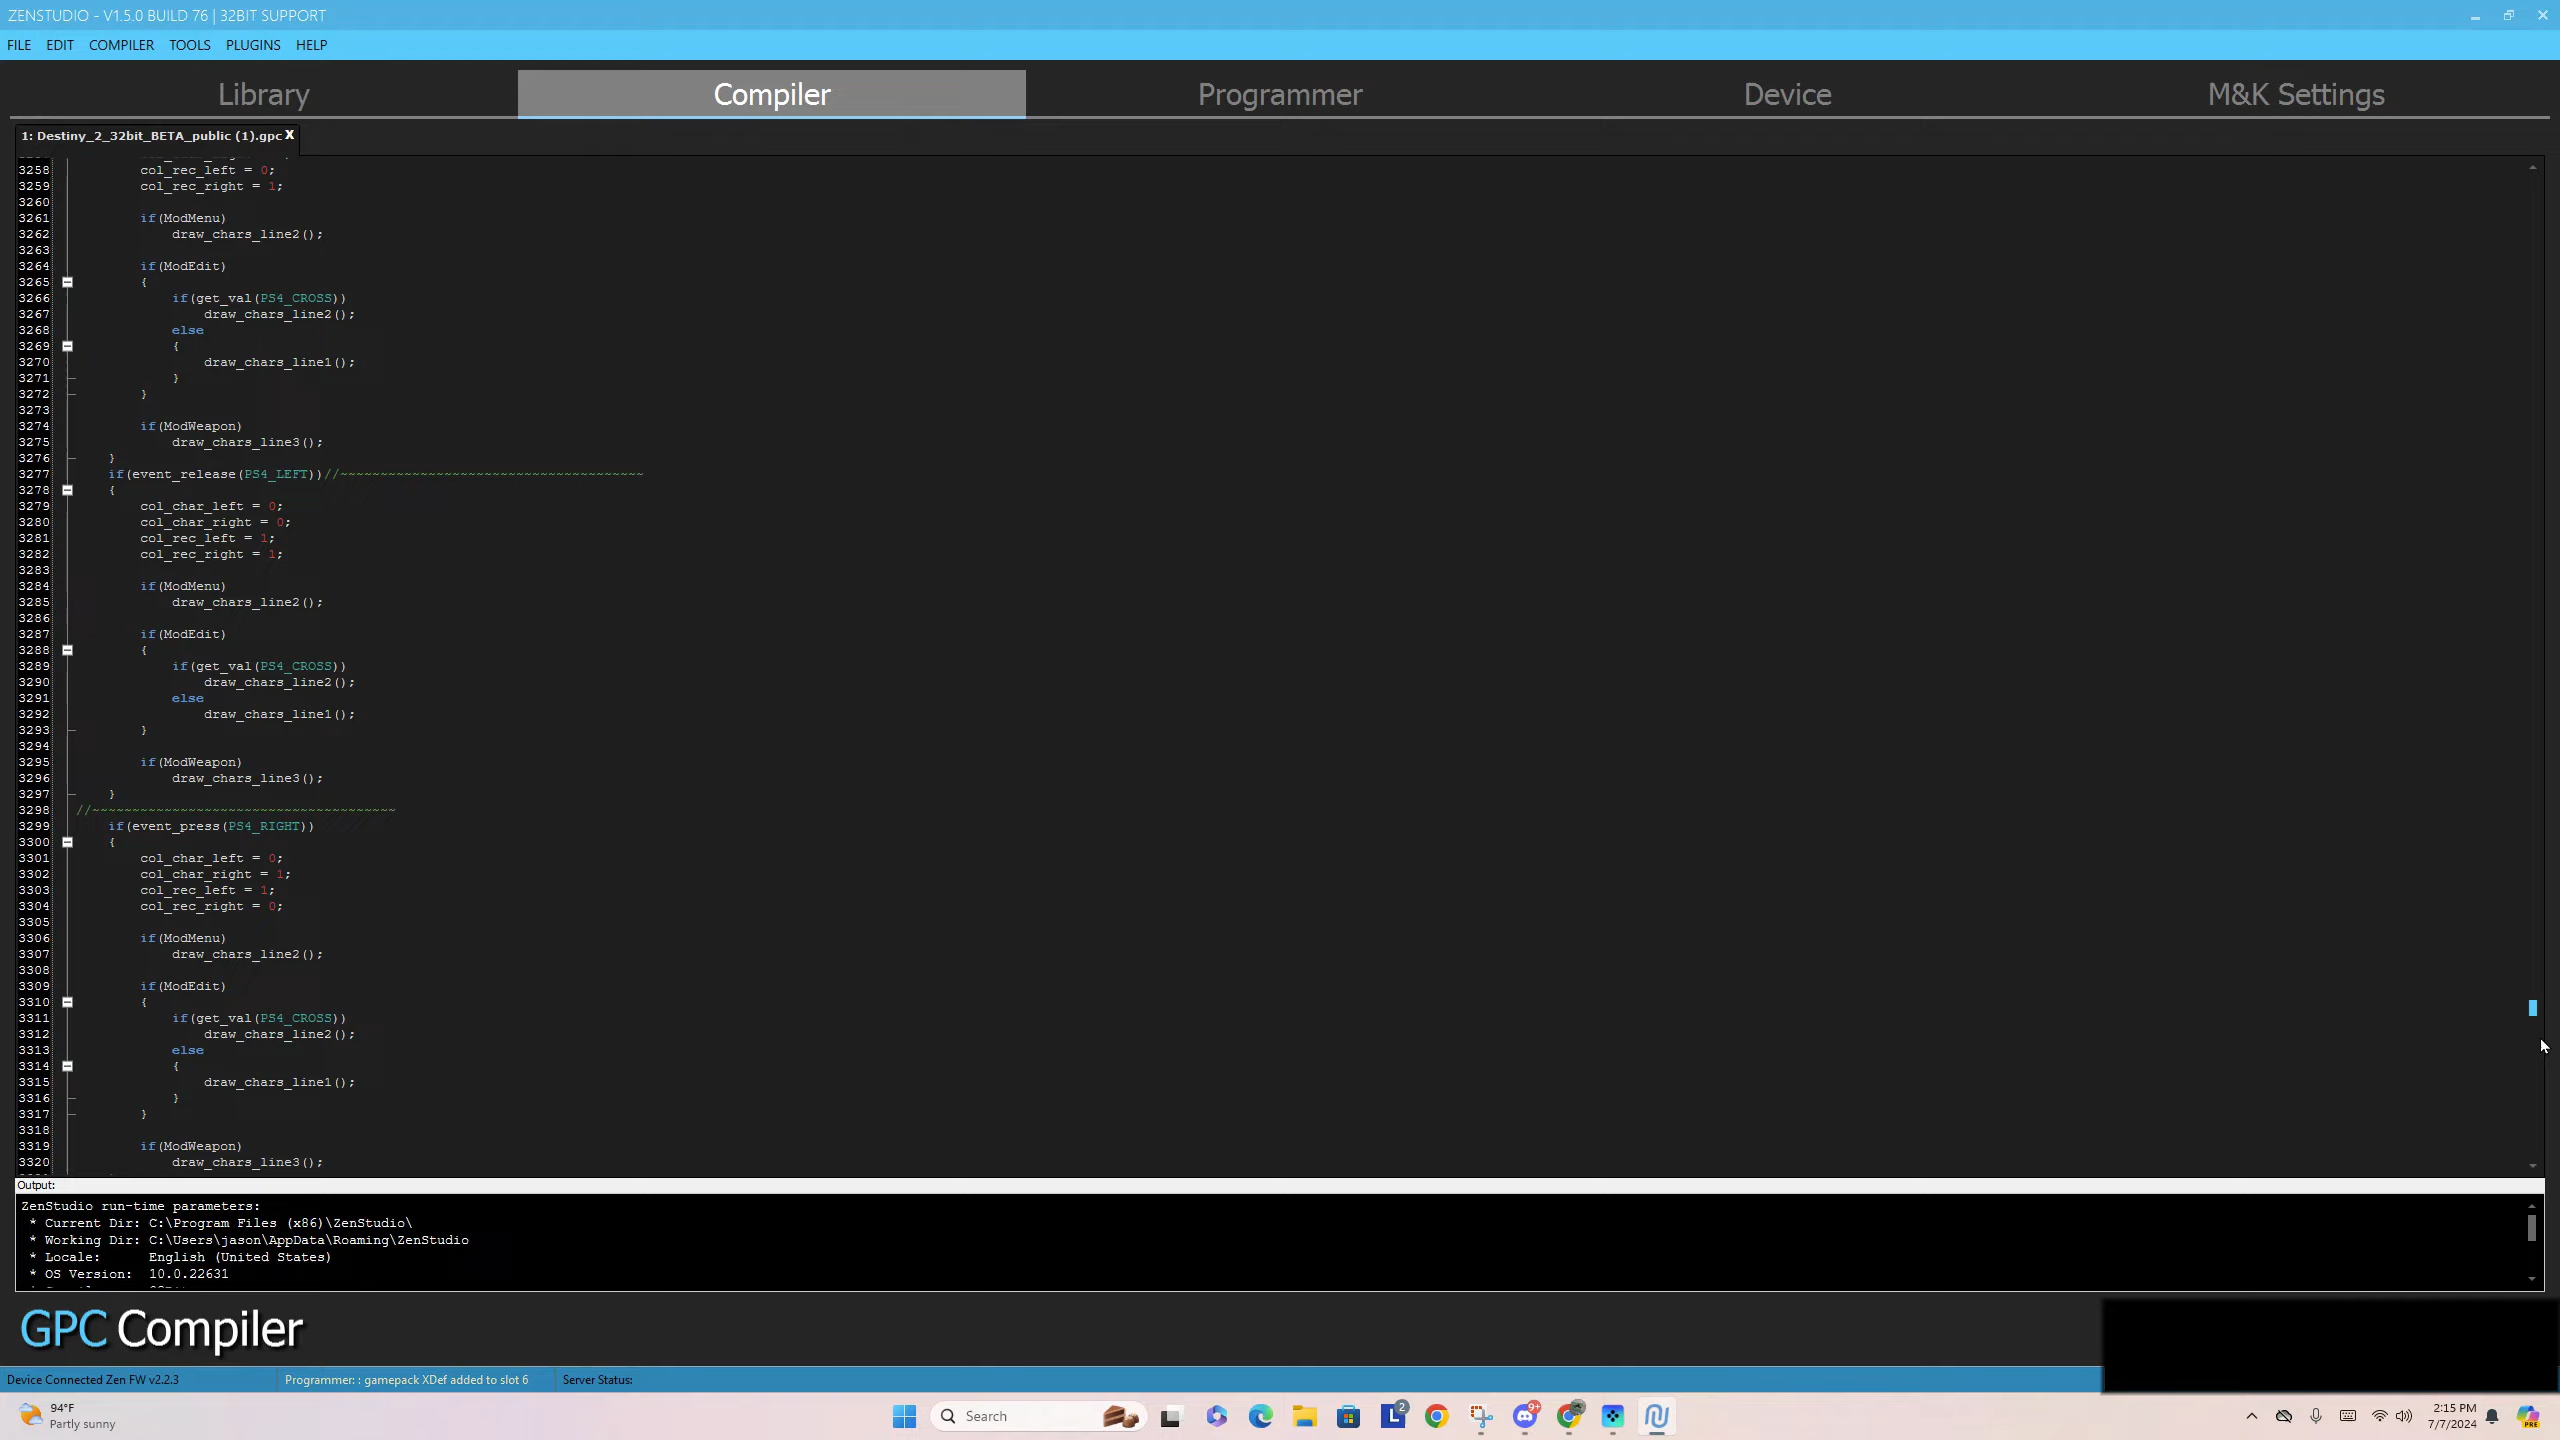 ZENSTUDIO - V1.5.0 BUILD 76 | 32BIT SUPPORT
FILE EDIT COMPILER TOOLS PLUGINS HELP
Library Compiler Programmer Device M&K Settings
1: Destiny_2_32bit_BETA_public (1).gpc X
3258 col_rec_left = 0;
3259 col_rec_right = 1;
3260
3261 if(ModMenu)
3262 draw_chars_line2();
3263
3264 if(ModEdit)
3265 {
3266 if(get_val(PS4_CROSS))
3267 draw_chars_line2();
3268 else
3269 {
3270 draw_chars_line1();
3271 }
3272 }
3273
3274 if(ModWeapon)
3275 draw_chars_line3();
3276 }
3277 if(event_release(PS4_LEFT))//~~~~~~~~~~~~~~~~~~~~~~~~~~~~~~~~~~~~~~
3278 {
3279 col_char_left = 0;
3280 col_char_right = 0;
3281 col_rec_left = 1;
3282 col_rec_right = 1;
3283
3284 if(ModMenu)
3285 draw_chars_line2();
3286
3287 if(ModEdit)
3288 {
3289 if(get_val(PS4_CROSS))
3290 draw_chars_line2();
3291 else
3292 draw_chars_line1();
3293 }
3294
3295 if(ModWeapon)
3296 draw_chars_line3();
3297 }
3298 //~~~~~~~~~~~~~~~~~~~~~~~~~~~~~~~~~~~~~~
3299 if(event_press(PS4_RIGHT))
3300 {
3301 col_char_left = 0;
3302 col_char_right = 1;
3303 col_rec_left = 1;
3304 col_rec_right = 0;
3305
3306 if(ModMenu)
3307 draw_chars_line2();
3308
3309 if(ModEdit)
3310 {
3311 if(get_val(PS4_CROSS))
3312 draw_chars_line2();
3313 else
3314 {
3315 draw_chars_line1();
3316 }
3317 }
3318
3319 if(ModWeapon)
3320 draw_chars_line3();
Output:
ZenStudio run-time parameters:
* Current Dir: C:\Program Files (x86)\ZenStudio\
* Working Dir: C:\Users\jason\AppData\Roaming\ZenStudio
* Locale: English (United States)
* OS Version: 10.0.22631
GPC Compiler
Device Connected Zen FW v2.2.3 Programmer: : gamepack XDef added to slot 6 Server Status:
94°F
Partly sunny
Search
L 2
9+
2:15 PM
7/7/2024
PRE